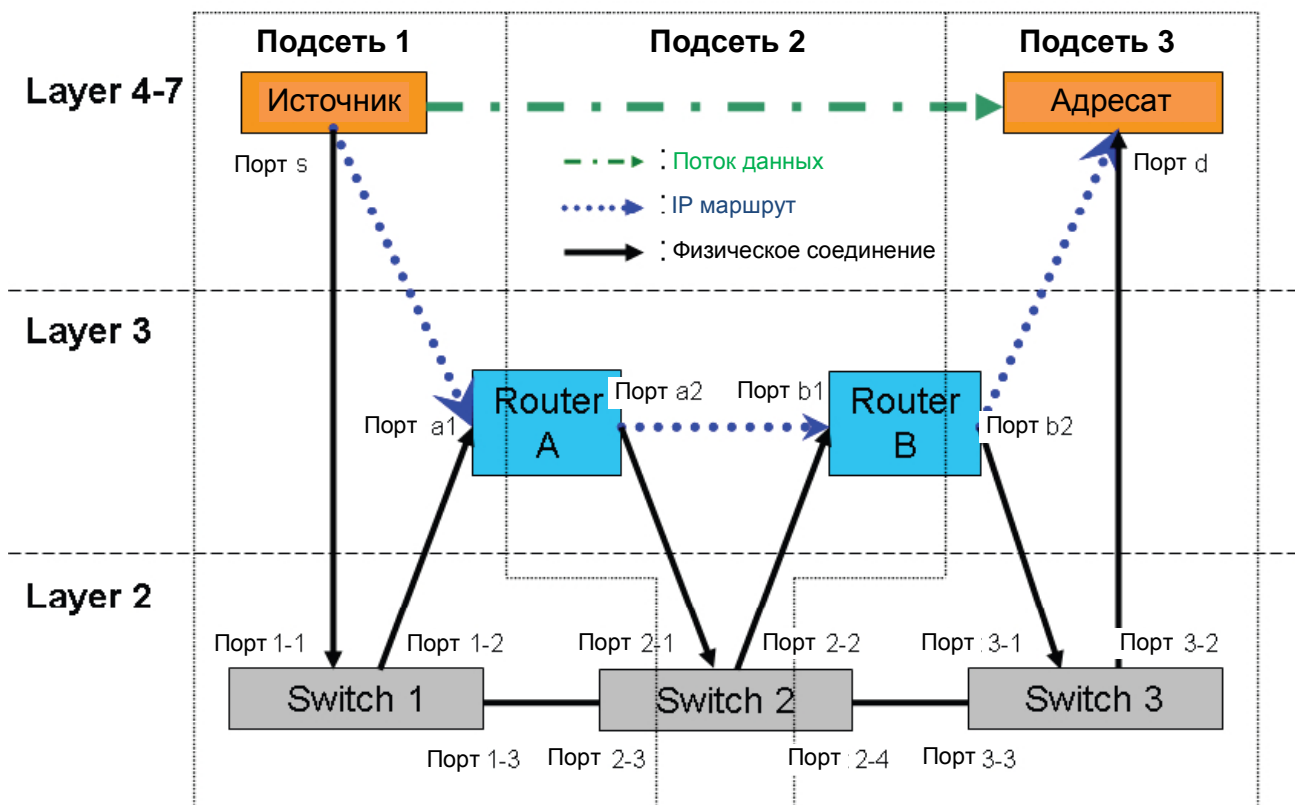 Подсеть 1
Подсеть 2
Подсеть 3
Layer 4-7
Источник
Адресат
Порт s
Порт d
: Поток данных
: IP маршрут
: Физическое соединение
Layer 3
Порт a1
Router A
Порт a2
Порт b1
Router B
Порт b2
Layer 2
Порт 1-1
Порт 1-2
Порт 2-1
Порт 2-2
Порт 3-1
Порт 3-2
Switch 1
Switch 2
Switch 3
Порт 1-3
Порт 2-3
Порт 2-4
Порт 3-3